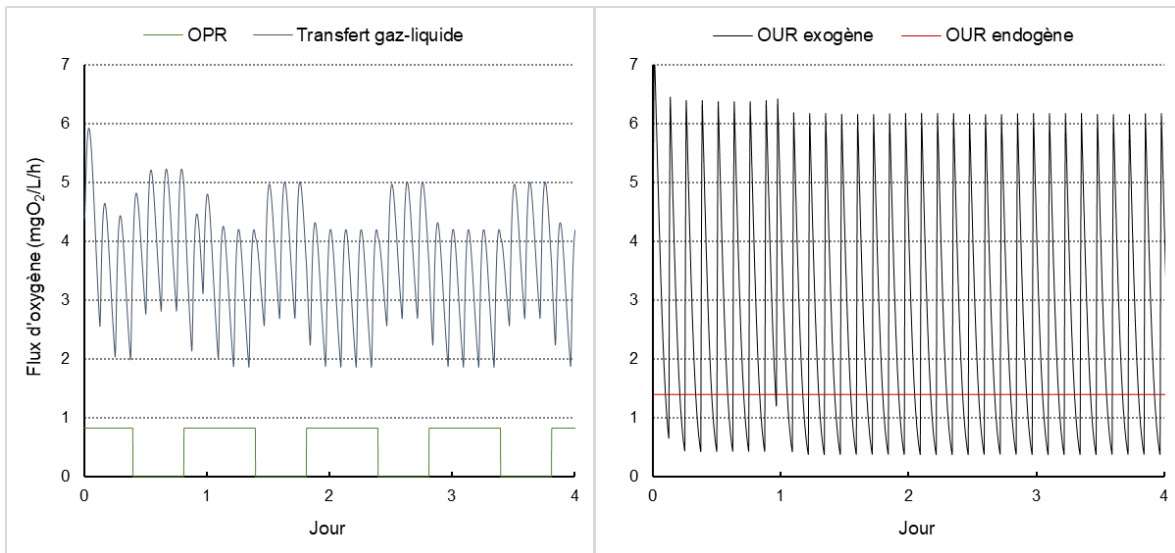 OPR Transfert gaz-liquide
7
6
5
4
3
2
1
0
Flux d'oxygène (mgO₂/L/h)
0 1 2 3 4
Jour
OUR exogène OUR endogène
7
6
5
4
3
2
1
0
0 1 2 3 4
Jour